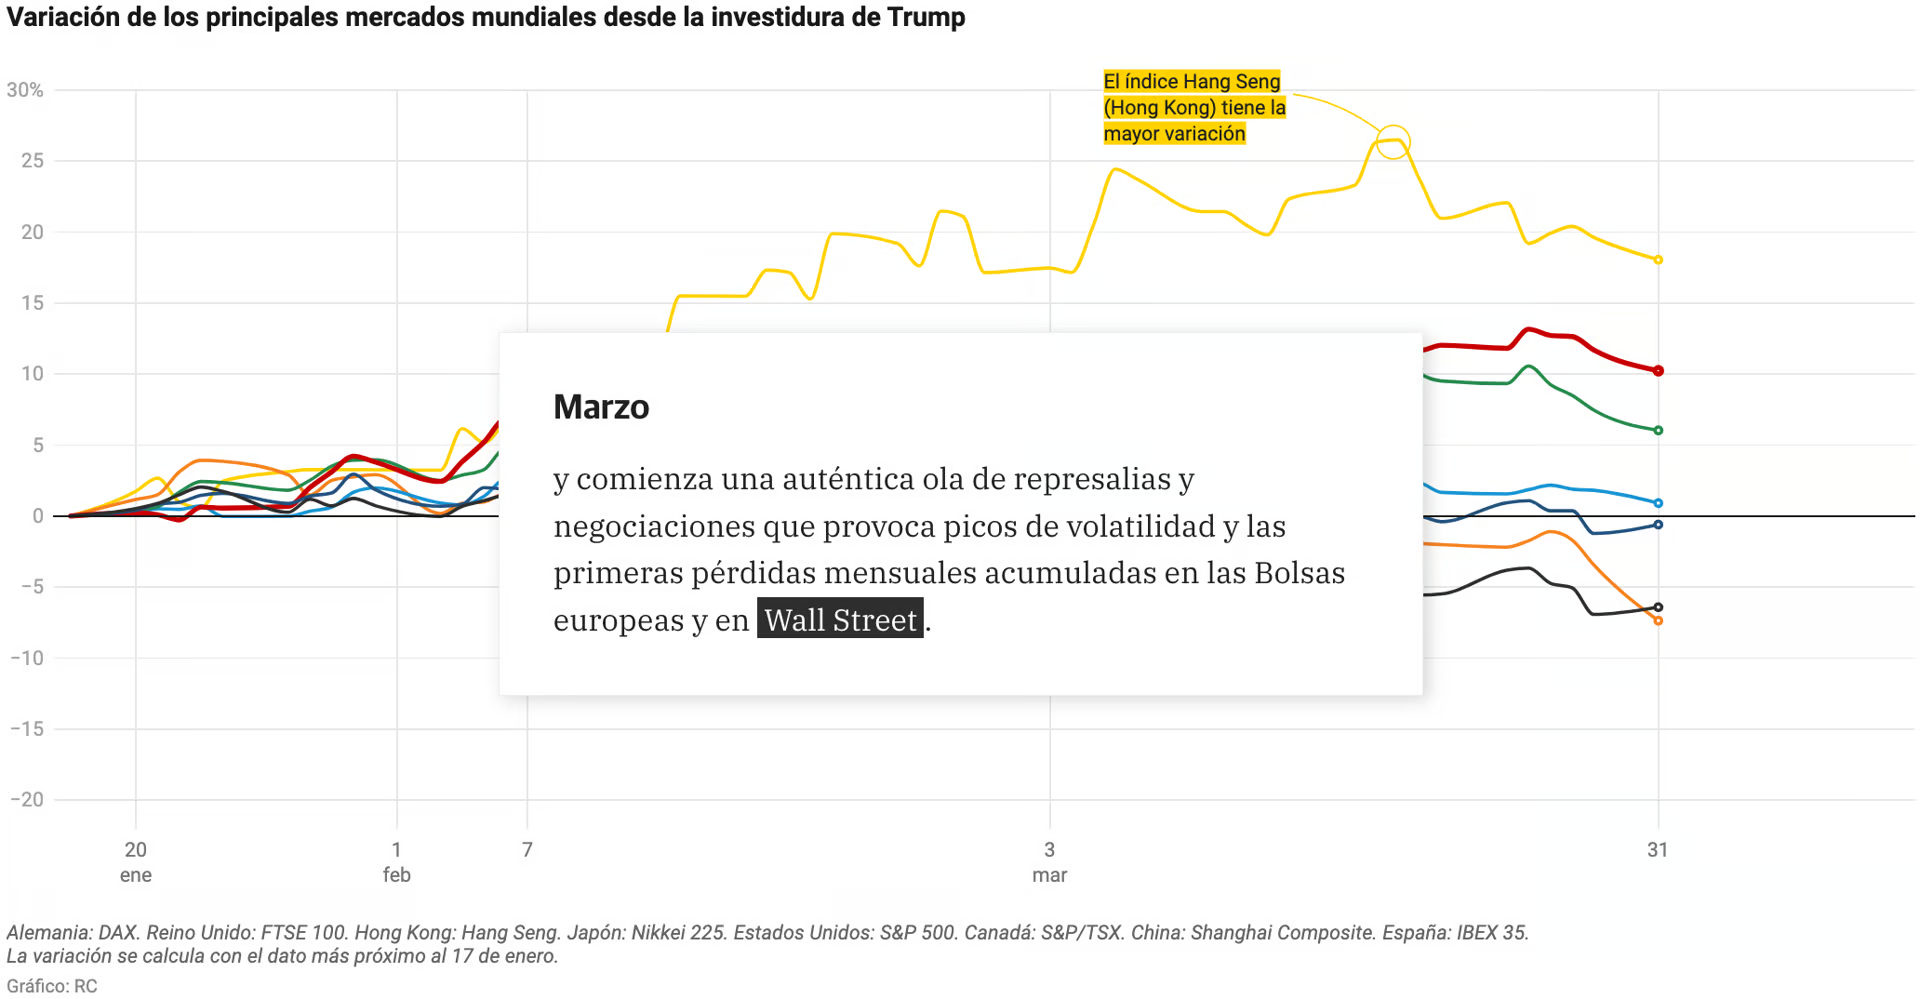 Variación de los principales mercados mundiales desde la investidura de Trump
El índice Hang Seng
(Hong Kong) tiene la
mayor variación
30%
25
20
15
10
5
0
−5
−10
−15
−20
Marzo
y comienza una auténtica ola de represalias y
negociaciones que provoca picos de volatilidad y las
primeras pérdidas mensuales acumuladas en las Bolsas
europeas y en Wall Street.
20 1 7 3 31
ene feb mar
Alemania: DAX. Reino Unido: FTSE 100. Hong Kong: Hang Seng. Japón: Nikkei 225. Estados Unidos: S&P 500. Canadá: S&P/TSX. China: Shanghai Composite. España: IBEX 35.
La variación se calcula con el dato más próximo al 17 de enero.
Gráfico: RC